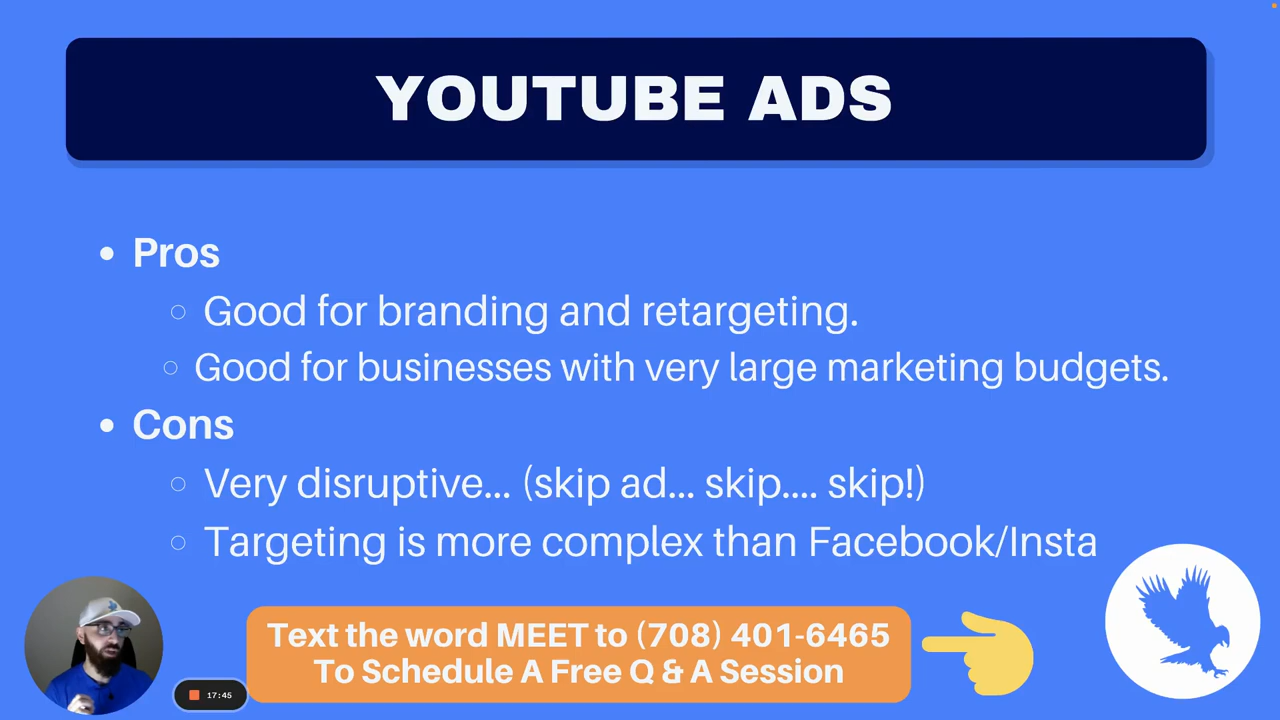 YOUTUBE ADS
Pros
Good for branding and retargeting.
Good for businesses with very large marketing budgets.
Cons
Very disruptive... (skip ad... skip.... skip!)
Targeting is more complex than Facebook/Insta
Text the word MEET to (708) 401-6465
To Schedule A Free Q & A Session
17:45